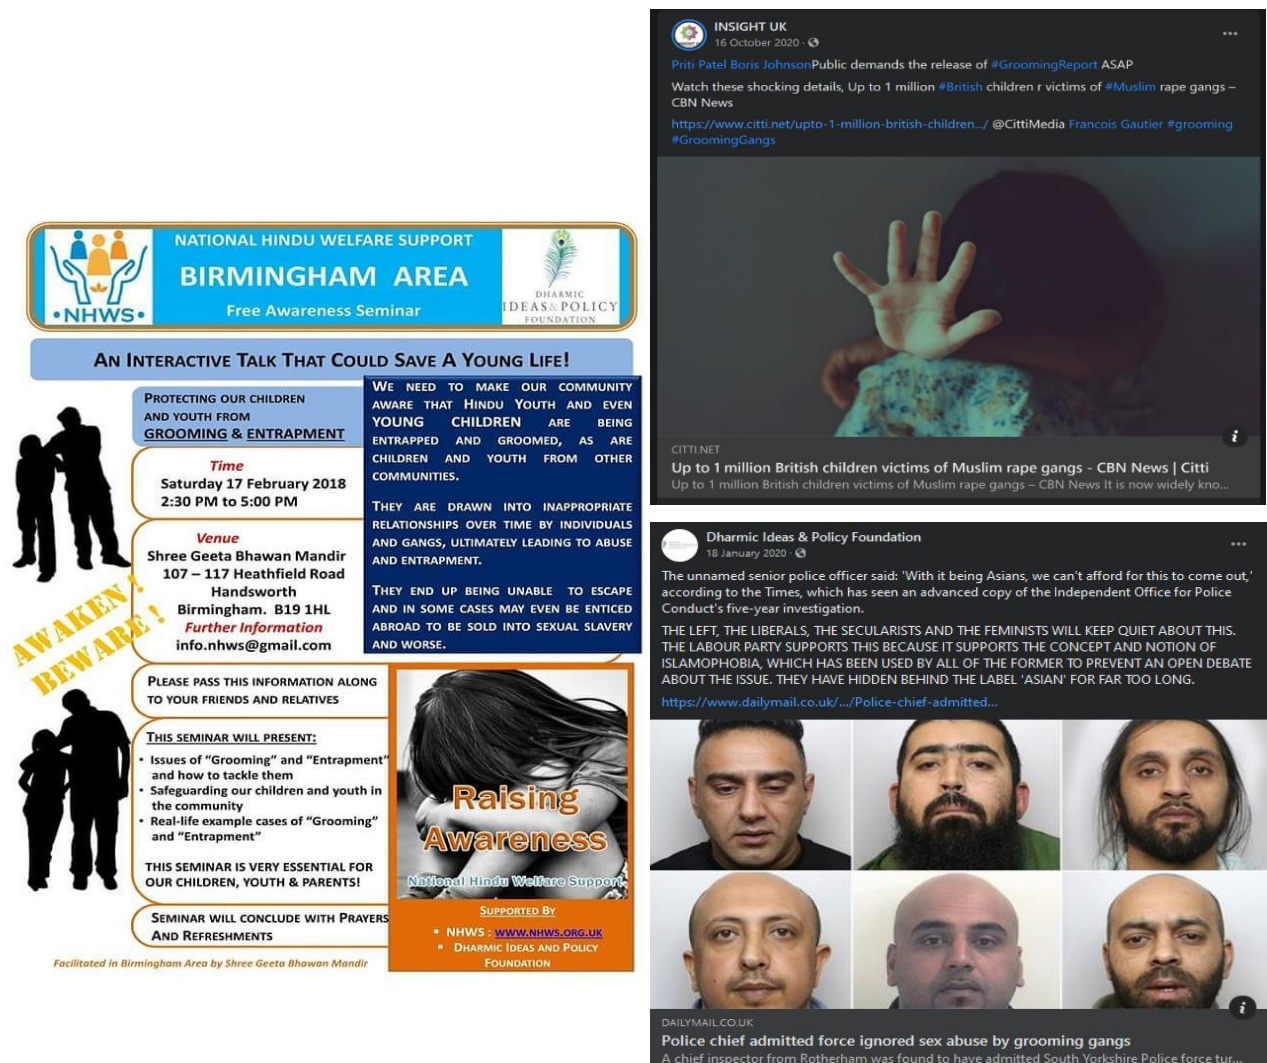 NATIONAL HINDU WELFARE SUPPORT
BIRMINGHAM AREA
Free Awareness Seminar
•NHWS•
DHARMIC
IDEAS&POLICY
FOUNDATION
AN INTERACTIVE TALK THAT COULD SAVE A YOUNG LIFE!
PROTECTING OUR CHILDREN
AND YOUTH FROM
GROOMING & ENTRAPMENT
Time
Saturday 17 February 2018
2:30 PM to 5:00 PM
Venue
Shree Geeta Bhawan Mandir
107 – 117 Heathfield Road
Handsworth
Birmingham. B19 1HL
Further Information
info.nhws@gmail.com
AWAKEN !
BEWARE !
WE NEED TO MAKE OUR COMMUNITY
AWARE THAT HINDU YOUTH AND EVEN
YOUNG CHILDREN ARE BEING
ENTRAPPED AND GROOMED, AS ARE
CHILDREN AND YOUTH FROM OTHER
COMMUNITIES.
THEY ARE DRAWN INTO INAPPROPRIATE
RELATIONSHIPS OVER TIME BY INDIVIDUALS
AND GANGS, ULTIMATELY LEADING TO ABUSE
AND ENTRAPMENT.
THEY END UP BEING UNABLE TO ESCAPE
AND IN SOME CASES MAY EVEN BE ENTICED
ABROAD TO BE SOLD INTO SEXUAL SLAVERY
AND WORSE.
PLEASE PASS THIS INFORMATION ALONG
TO YOUR FRIENDS AND RELATIVES
THIS SEMINAR WILL PRESENT:
• Issues of "Grooming" and "Entrapment"
and how to tackle them
• Safeguarding our children and youth in
the community
• Real-life example cases of "Grooming"
and "Entrapment"
THIS SEMINAR IS VERY ESSENTIAL FOR
OUR CHILDREN, YOUTH & PARENTS!
SEMINAR WILL CONCLUDE WITH PRAYERS
AND REFRESHMENTS
Facilitated in Birmingham Area by Shree Geeta Bhawan Mandir
Raising
Awareness
National Hindu Welfare Support
SUPPORTED BY
▪ NHWS : WWW.NHWS.ORG.UK
▪ DHARMIC IDEAS AND POLICY
FOUNDATION
INSIGHT UK
16 October 2020 ·
Priti Patel Boris JohnsonPublic demands the release of #GroomingReport ASAP
Watch these shocking details, Up to 1 million #British children r victims of #Muslim rape gangs –
CBN News
https://www.citti.net/upto-1-million-british-children.../ @CittiMedia Francois Gautier #grooming
#GroomingGangs
CITTI.NET
Up to 1 million British children victims of Muslim rape gangs - CBN News | Citti
Up to 1 million British children victims of Muslim rape gangs – CBN News It is now widely kno...
Dharmic Ideas & Policy Foundation
18 January 2020 ·
The unnamed senior police officer said: 'With it being Asians, we can't afford for this to come out,'
according to the Times, which has seen an advanced copy of the Independent Office for Police
Conduct's five-year investigation.
THE LEFT, THE LIBERALS, THE SECULARISTS AND THE FEMINISTS WILL KEEP QUIET ABOUT THIS.
THE LABOUR PARTY SUPPORTS THIS BECAUSE IT SUPPORTS THE CONCEPT AND NOTION OF
ISLAMOPHOBIA, WHICH HAS BEEN USED BY ALL OF THE FORMER TO PREVENT AN OPEN DEBATE
ABOUT THE ISSUE. THEY HAVE HIDDEN BEHIND THE LABEL 'ASIAN' FOR FAR TOO LONG.
https://www.dailymail.co.uk/.../Police-chief-admitted...
DAILYMAIL.CO.UK
Police chief admitted force ignored sex abuse by grooming gangs
A chief inspector from Rotherham was found to have admitted South Yorkshire Police force tur...